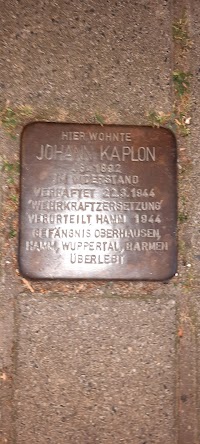 HIER WOHNTE
JOHANN KAPLON
1892
IM WIDERSTAND
VERHAFTET 22.3.1944
'WEHRKRAFTZERSETZUNG'
VERURTEILT HAMM 1944
GEFÄNGNIS OBERHAUSEN
HAMM, WUPPERTAL, BARMEN
ÜBERLEBT